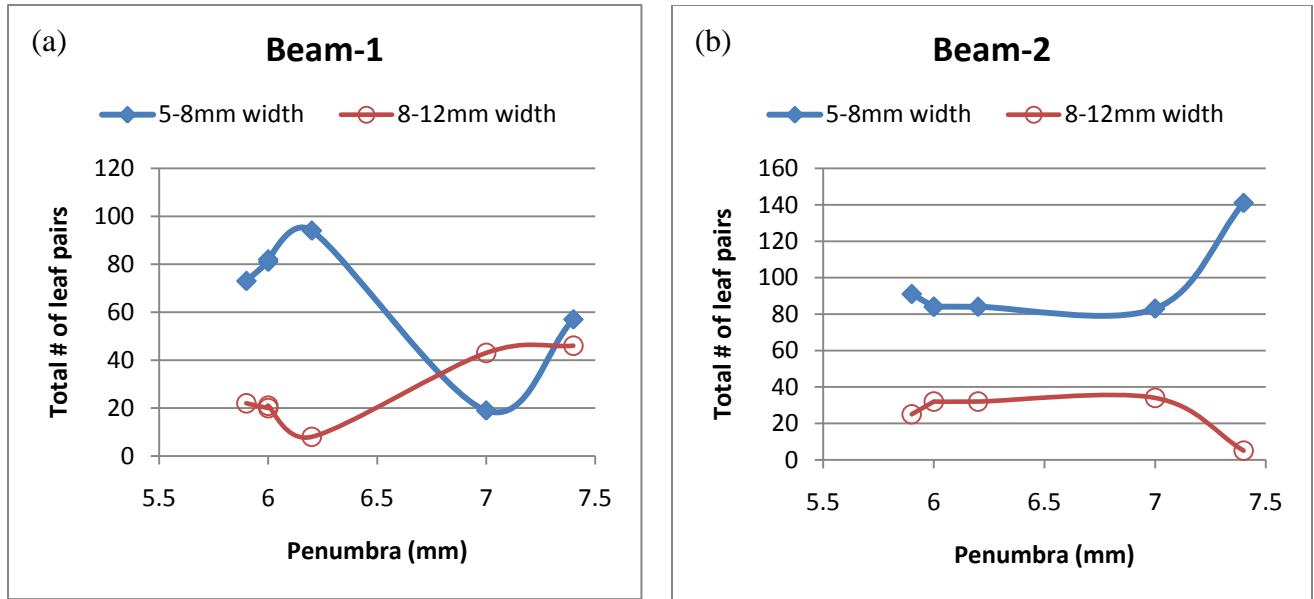 (a)
Beam-1
5-8mm width 8-12mm width
Total # of leaf pairs
120
100
80
60
40
20
0
5.5 6 6.5 7 7.5
Penumbra (mm)
(b)
Beam-2
5-8mm width 8-12mm width
Total # of leaf pairs
160
140
120
100
80
60
40
20
0
5.5 6 6.5 7 7.5
Penumbra (mm)